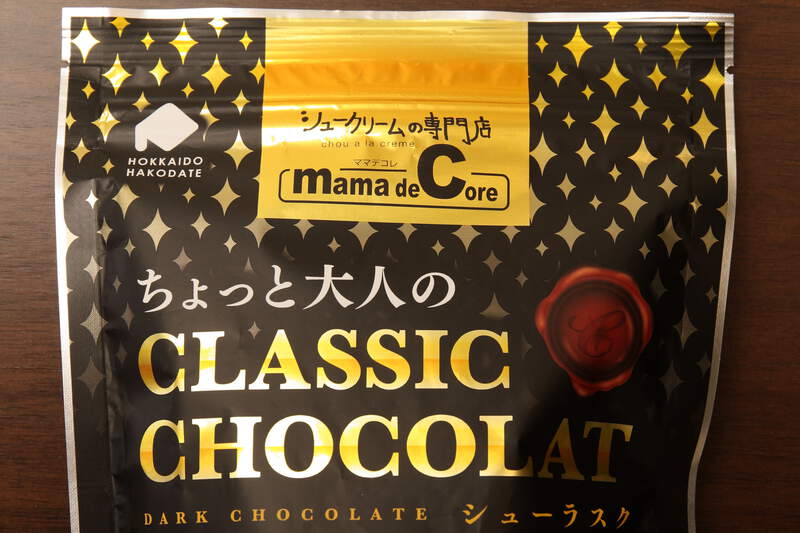 シュークリームの専門店
chou a la creme
ママデコレ
mama de Core
HOKKAIDO
HAKODATE
ちょっと大人の
CLASSIC
CHOCOLAT
DARK CHOCOLATE シューラスク